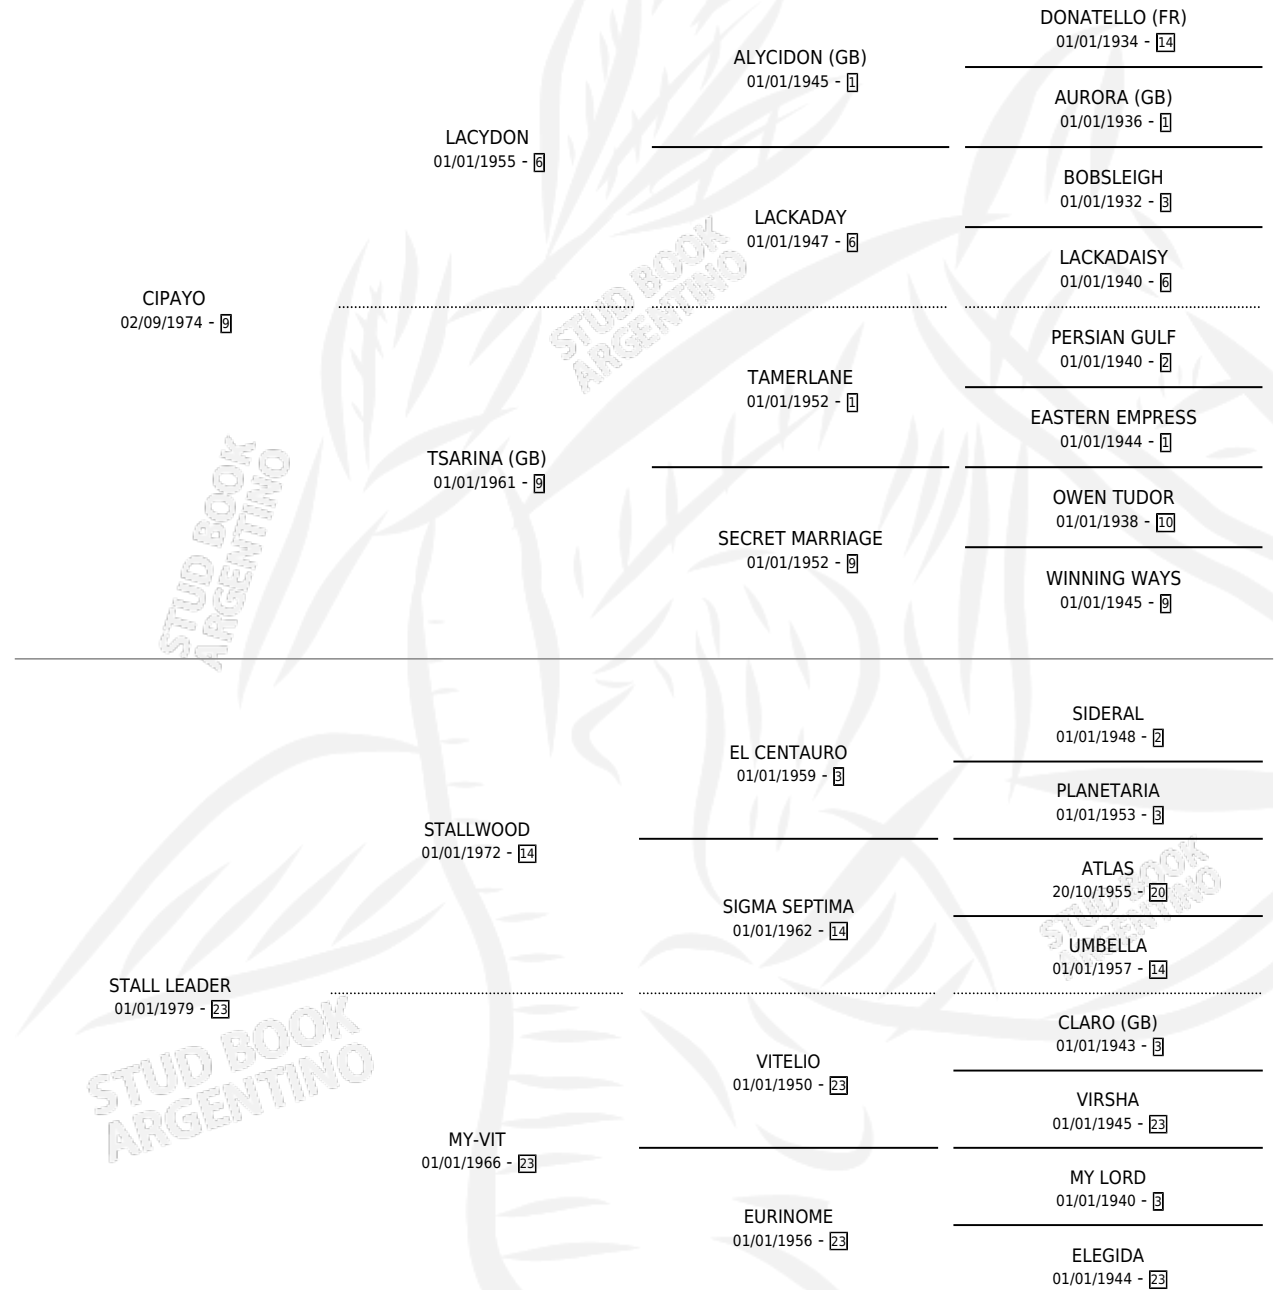 DONATELLO (FR)
01/01/1934 - 14
ALYCIDON (GB)
01/01/1945 - 1
AURORA (GB)
01/01/1936 - 1
LACYDON
01/01/1955 - 6
BOBSLEIGH
01/01/1932 - 3
LACKADAY
01/01/1947 - 6
LACKADAISY
01/01/1940 - 6
CIPAYO
02/09/1974 - 9
STUD BOOK
ARGENTINO
PERSIAN GULF
01/01/1940 - 2
TAMERLANE
01/01/1952 - 1
EASTERN EMPRESS
01/01/1944 - 1
TSARINA (GB)
01/01/1961 - 9
OWEN TUDOR
01/01/1938 - 10
SECRET MARRIAGE
01/01/1952 - 9
WINNING WAYS
01/01/1945 - 9
STUD BOOK
ARGENTINO
SIDERAL
01/01/1948 - 2
EL CENTAURO
01/01/1959 - 3
PLANETARIA
01/01/1953 - 3
STALLWOOD
01/01/1972 - 14
ATLAS
20/10/1955 - 20
SIGMA SEPTIMA
01/01/1962 - 14
UMBELLA
01/01/1957 - 14
STUD BOOK
ARGENTINO
STALL LEADER
01/01/1979 - 23
CLARO (GB)
01/01/1943 - 3
VITELIO
01/01/1950 - 23
VIRSHA
01/01/1945 - 23
STUD BOOK
ARGENTINO
MY-VIT
01/01/1966 - 23
MY LORD
01/01/1940 - 3
EURINOME
01/01/1956 - 23
ELEGIDA
01/01/1944 - 23